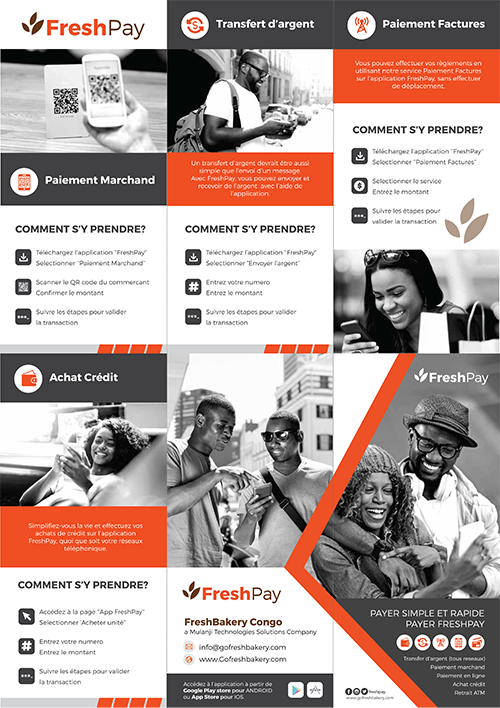 FreshPay
Paiement Marchand
COMMENT S'Y PRENDRE?
Téléchargez l'application "FreshPay"
Selectionner "Paiement Marchand"
Scanner le QR code du commercant
Confirmer le montant
Suivre les étapes pour valider
la transaction
Transfert d'argent
Un transfert d'argent devrait être aussi
simple que l'envoi d'un message.
Avec FreshPay, vous pouvez envoyer et
recevoir de l'argent avec l'aide de
l'application.
COMMENT S'Y PRENDRE?
Téléchargez l'application "FreshPay"
Selectionner "Envoyer l'argent"
Entrez votre numero
Entrez le montant
Suivre les étapes pour valider
la transaction
Paiement Factures
Vous pouvez effectuer vos règlements en
utilisant notre service Paiement Factures
sur l'application FreshPay, sans effectuer
de déplacement.
COMMENT S'Y PRENDRE?
Téléchargez l'application "FreshPay"
Selectionner "Paiement Factures"
Selectionner le service
Entrez le montant
Suivre les étapes pour
valider la transaction
Achat Crédit
Simplifiez-vous la vie et effectuez vos
achats de crédit sur l'application
FreshPay, quoi que soit votre réseaux
téléphonique.
COMMENT S'Y PRENDRE?
Accédez à la page "App FreshPay"
Selectionner 'Acheter unité"
Entrez votre numero
Entrez le montant
Suivre les étapes pour valider
la transaction
FreshPay
FreshBakery Congo
a Mulanji Technologies Solutions Company
info@gofreshbakery.com
www.Gofreshbakery.com
Accédez à l'application à partir de
Google Play store pour ANDROID
ou App Store pour IOS.
FreshPay
PAYER SIMPLE ET RAPIDE
PAYER FRESHPAY
Transfer d'argent (tous reseaux)
Paiement marchand
Paiement en ligne
Achat crédit
Retrait ATM
freshpay
www.gofreshbakery.com